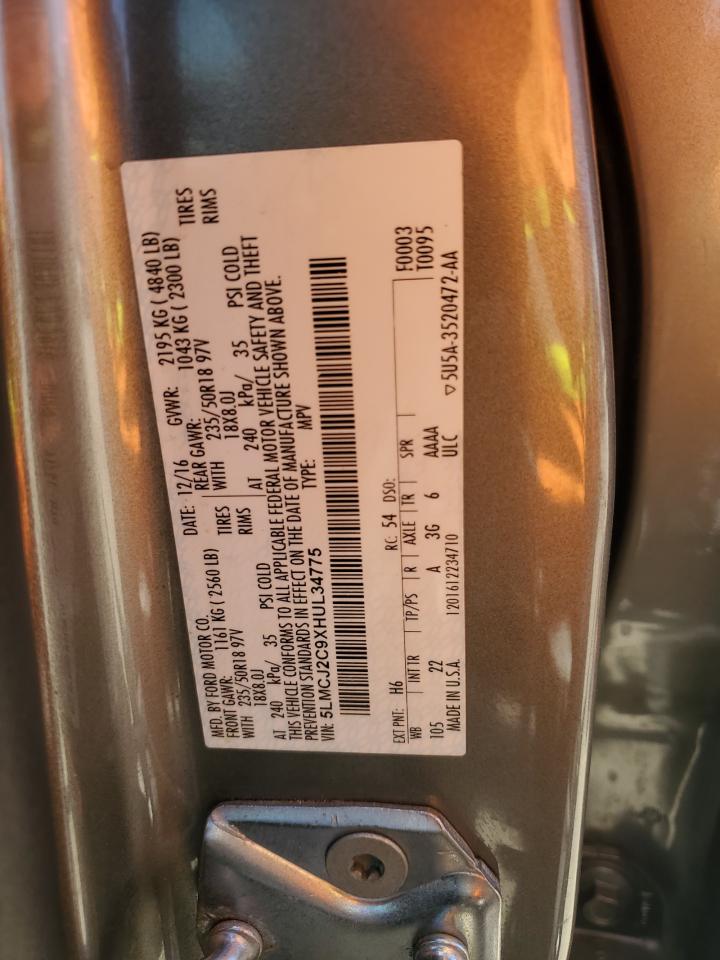 MFD. BY FORD MOTOR CO. DATE: 12/16 GVWR: 2195 KG ( 4840 LB)
FRONT GAWR: 1161 KG ( 2560 LB) REAR GAWR: 1043 KG ( 2300 LB)
WITH 235/50R18 97V TIRES WITH 235/50R18 97V TIRES
18X8.0J RIMS 18X8.0J RIMS
AT 240 kPa/ 35 PSI COLD AT 240 kPa/ 35 PSI COLD
THIS VEHICLE CONFORMS TO ALL APPLICABLE FEDERAL MOTOR VEHICLE SAFETY AND THEFT
PREVENTION STANDARDS IN EFFECT ON THE DATE OF MANUFACTURE SHOWN ABOVE.
VIN: 5LMCJ2C9XHUL34775 TYPE: MPV
EXT PNT: H6 RC: 54 DSO: F0003
WB INT TR TP/PS R AXLE TR SPR T0095
105 22 A 3G 6 AAAA
MADE IN U.S.A. 1201612234710 ULC ▽ 5U5A-3520472-AA